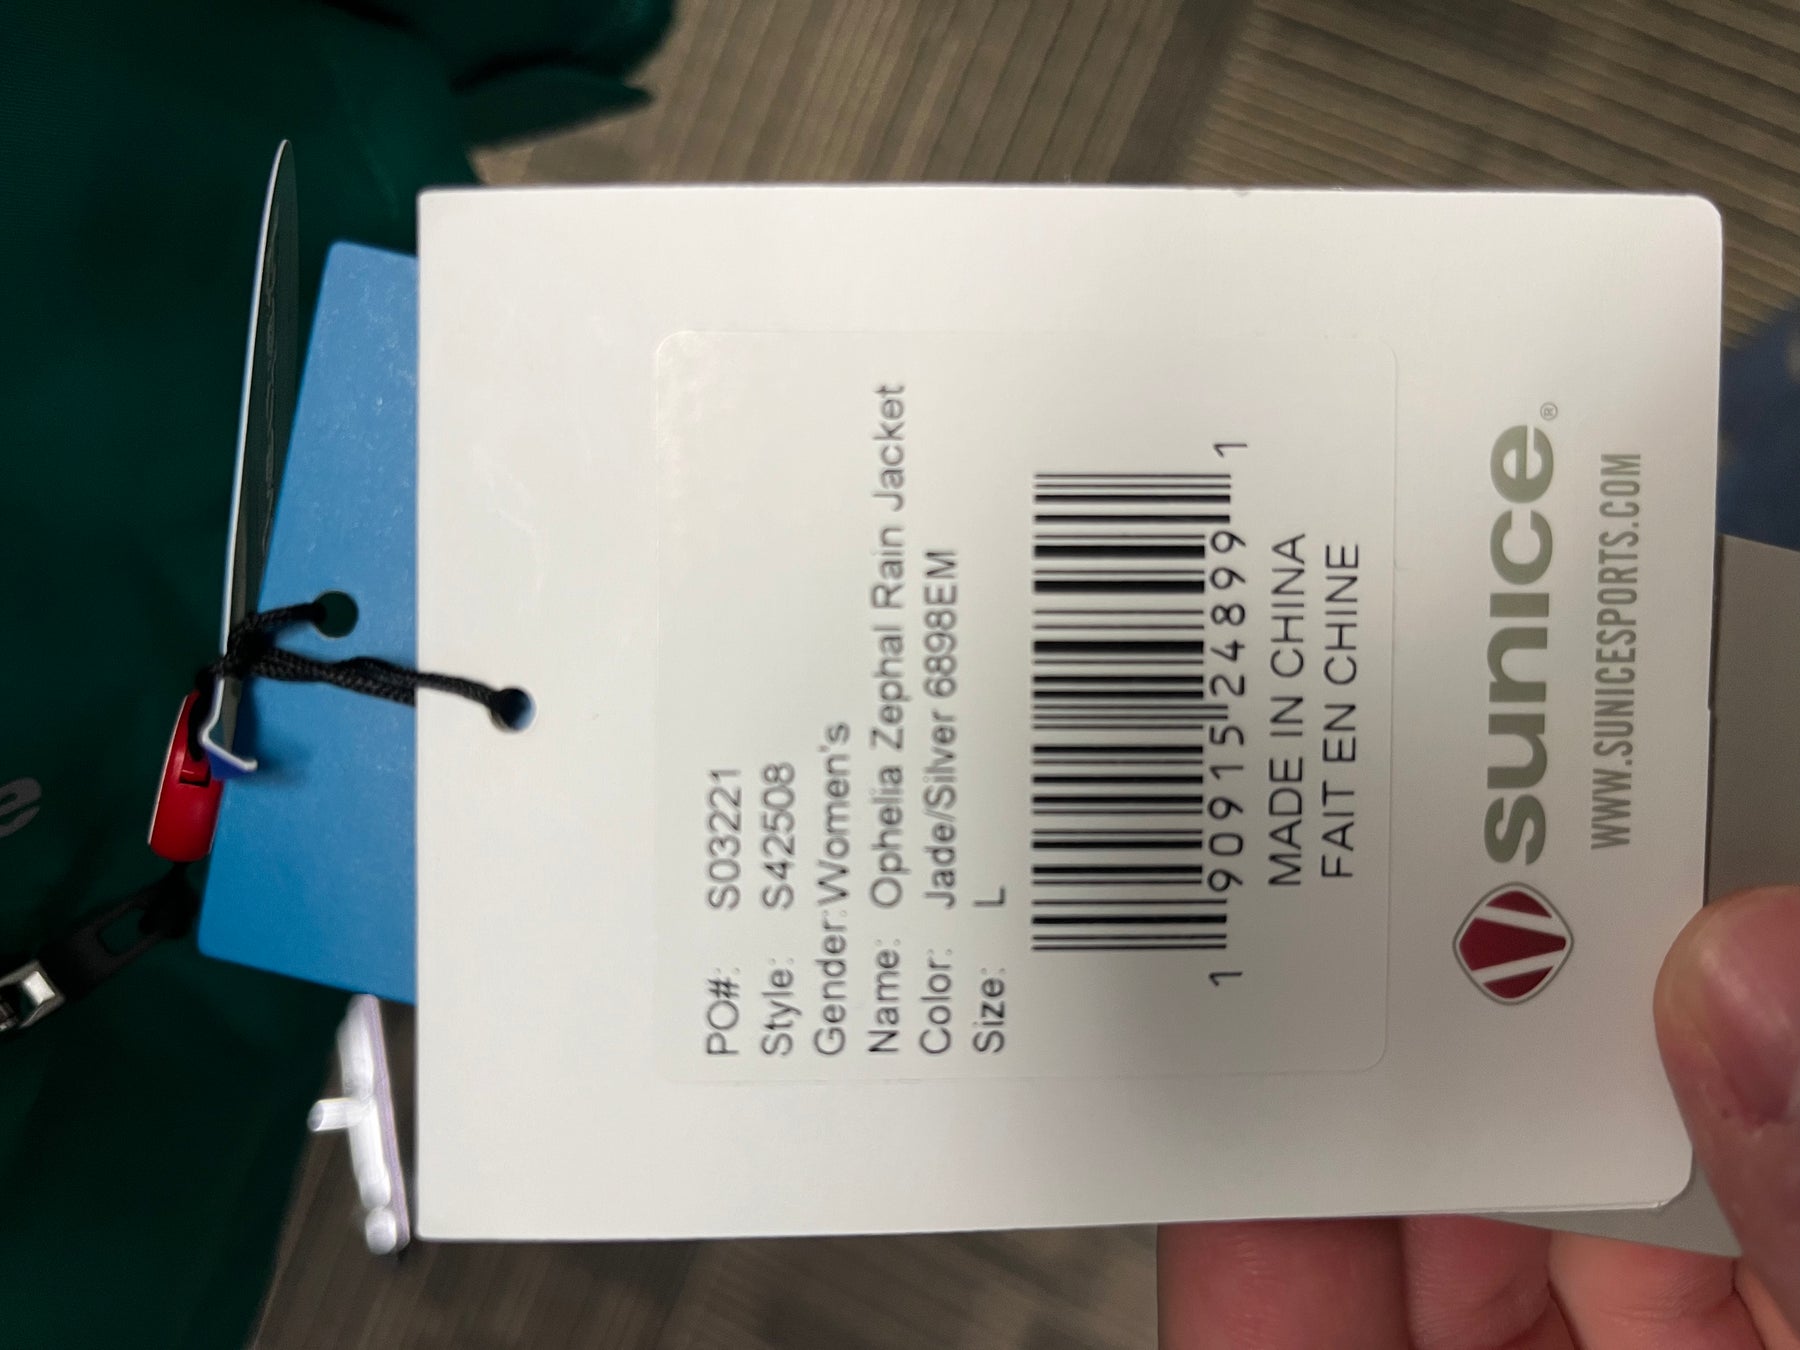 PO#: S03221
Style: S42508
Gender:Women's
Name: Ophelia Zephal Rain Jacket
Color: Jade/Silver 6898EM
Size: L
1 90915 24899 1
MADE IN CHINA
FAIT EN CHINE
sunice®
WWW.SUNICESPORTS.COM